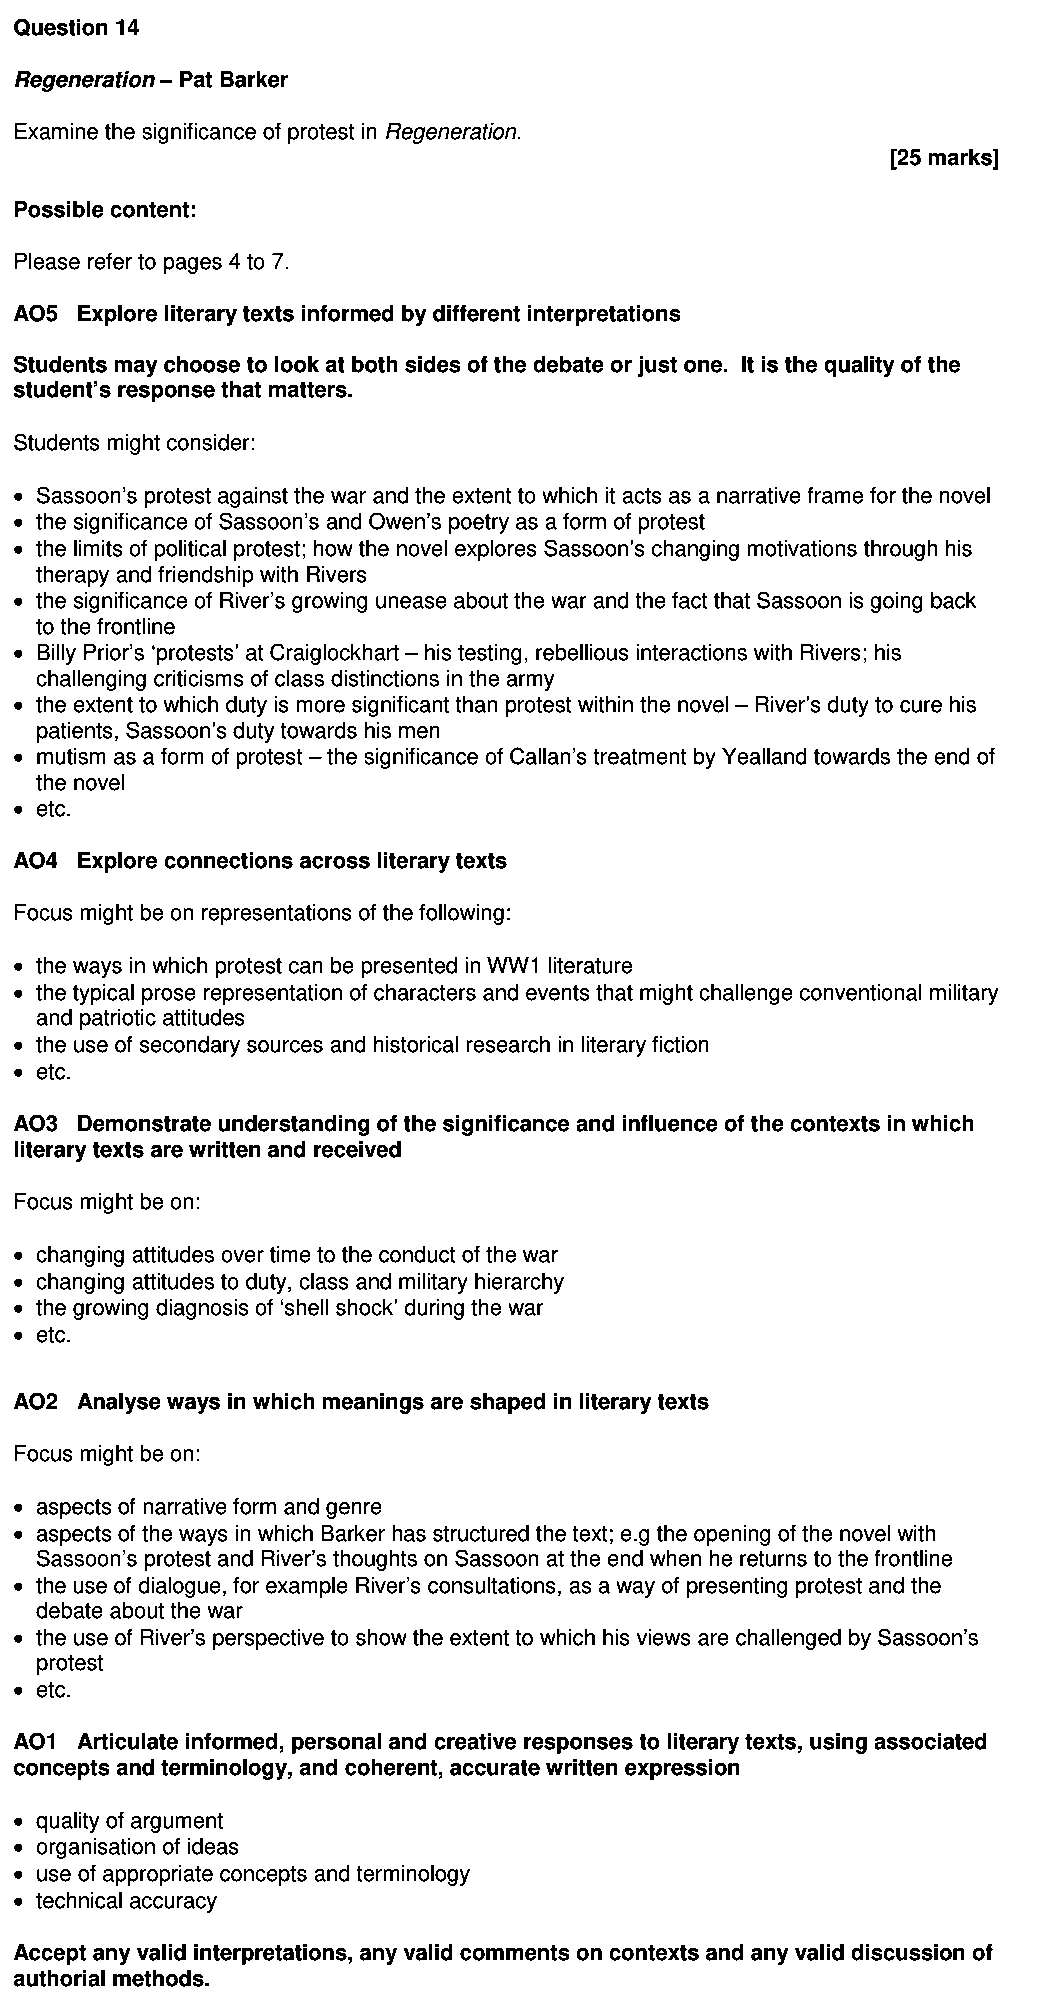 Question 14
Regeneration – Pat Barker
Examine the significance of protest in Regeneration.
[25 marks]
Possible content:
Please refer to pages 4 to 7.
AO5 Explore literary texts informed by different interpretations
Students may choose to look at both sides of the debate or just one. It is the quality of the
student's response that matters.
Students might consider:
• Sassoon's protest against the war and the extent to which it acts as a narrative frame for the novel
• the significance of Sassoon's and Owen's poetry as a form of protest
• the limits of political protest; how the novel explores Sassoon's changing motivations through his
therapy and friendship with Rivers
• the significance of River's growing unease about the war and the fact that Sassoon is going back
to the frontline
• Billy Prior's 'protests' at Craiglockhart – his testing, rebellious interactions with Rivers; his
challenging criticisms of class distinctions in the army
• the extent to which duty is more significant than protest within the novel – River's duty to cure his
patients, Sassoon's duty towards his men
• mutism as a form of protest – the significance of Callan's treatment by Yealland towards the end of
the novel
• etc.
AO4 Explore connections across literary texts
Focus might be on representations of the following:
• the ways in which protest can be presented in WW1 literature
• the typical prose representation of characters and events that might challenge conventional military
and patriotic attitudes
• the use of secondary sources and historical research in literary fiction
• etc.
AO3 Demonstrate understanding of the significance and influence of the contexts in which
literary texts are written and received
Focus might be on:
• changing attitudes over time to the conduct of the war
• changing attitudes to duty, class and military hierarchy
• the growing diagnosis of 'shell shock' during the war
• etc.
AO2 Analyse ways in which meanings are shaped in literary texts
Focus might be on:
• aspects of narrative form and genre
• aspects of the ways in which Barker has structured the text; e.g the opening of the novel with
Sassoon's protest and River's thoughts on Sassoon at the end when he returns to the frontline
• the use of dialogue, for example River's consultations, as a way of presenting protest and the
debate about the war
• the use of River's perspective to show the extent to which his views are challenged by Sassoon's
protest
• etc.
AO1 Articulate informed, personal and creative responses to literary texts, using associated
concepts and terminology, and coherent, accurate written expression
• quality of argument
• organisation of ideas
• use of appropriate concepts and terminology
• technical accuracy
Accept any valid interpretations, any valid comments on contexts and any valid discussion of
authorial methods.